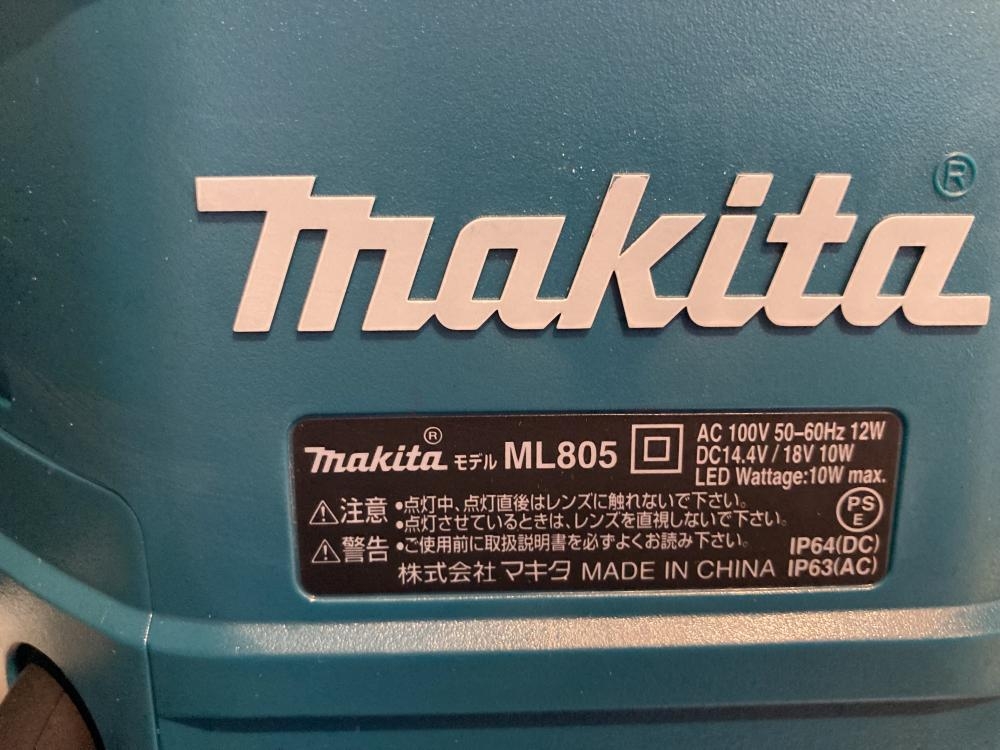 makita®
makita® モデル ML805
AC 100V 50–60Hz 12W
DC14.4V / 18V 10W
LED Wattage:10W max.
⚠注意 •点灯中、点灯直後はレンズに触れないで下さい。
•点灯させているときは、レンズを直視しないで下さい。
⚠警告 •ご使用前に取扱説明書を必ずよくお読み下さい。
PS
E
IP64(DC)
株式会社 マキタ MADE IN CHINA IP63(AC)